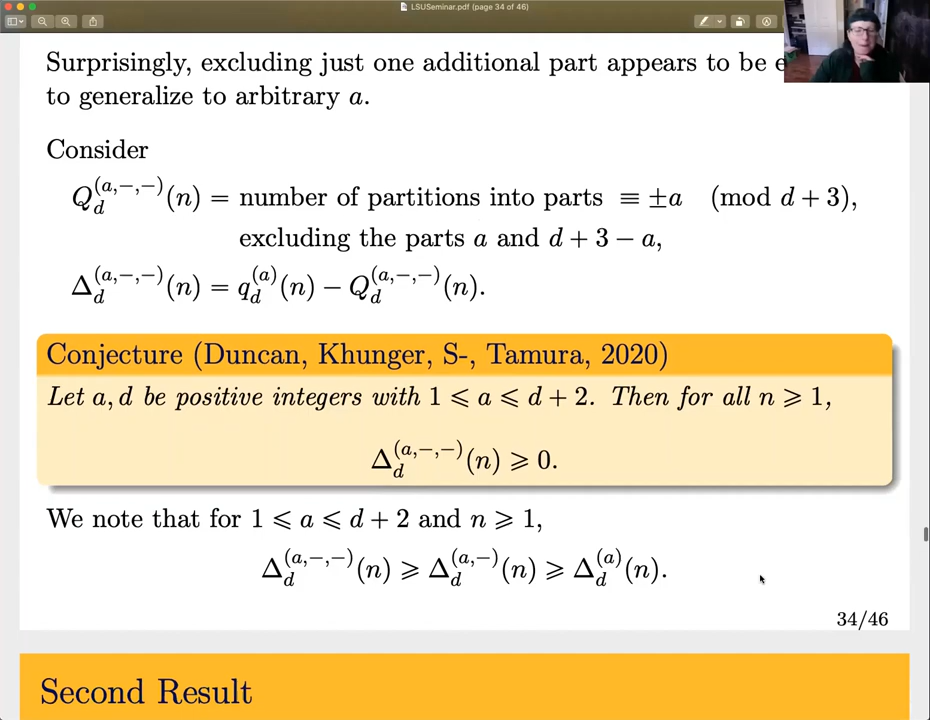 LSUSeminar.pdf (page 34 of 46)
Surprisingly, excluding just one additional part appears to be
to generalize to arbitrary a.
Consider
Q_d^{(a,−,−)}(n) = number of partitions into parts ≡ ±a (mod d + 3),
excluding the parts a and d + 3 − a,
Δ_d^{(a,−,−)}(n) = q_d^{(a)}(n) − Q_d^{(a,−,−)}(n).
Conjecture (Duncan, Khunger, S-, Tamura, 2020)
Let a, d be positive integers with 1 ⩽ a ⩽ d + 2. Then for all n ⩾ 1,
Δ_d^{(a,−,−)}(n) ⩾ 0.
We note that for 1 ⩽ a ⩽ d + 2 and n ⩾ 1,
Δ_d^{(a,−,−)}(n) ⩾ Δ_d^{(a,−)}(n) ⩾ Δ_d^{(a)}(n).
34/46
Second Result